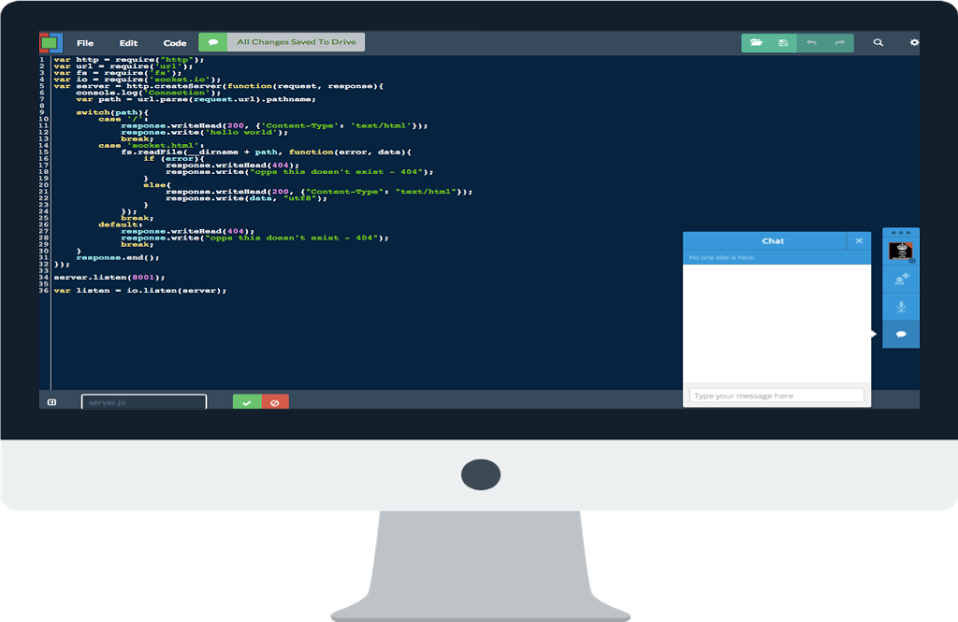 File Edit Code All Changes Saved To Drive
1 var http = require("http");
2 var url = require('url');
3 var fs = require('fs');
4 var io = require('socket.io');
5 var server = http.createServer(function(request, response){
6 console.log('Connection');
7 var path = url.parse(request.url).pathname;
8
9 switch(path){
10 case '/':
11 response.writeHead(200, {'Content-Type': 'text/html'});
12 response.write('hello world');
13 break;
14 case 'socket.html':
15 fs.readFile(__dirname + path, function(error, data){
16 if (error){
17 response.writeHead(404);
18 response.write("opps this doesn't exist - 404");
19 }
20 else{
21 response.writeHead(200, {"Content-Type": "text/html"});
22 response.write(data, "utf8");
23 }
24 });
25 break;
26 default:
27 response.writeHead(404);
28 response.write("opps this doesn't exist - 404");
29 break;
30 }
31 response.end();
32 });
33
34 server.listen(8001);
35
36 var listen = io.listen(server);
Chat
No one else is here.
Type your message here
server.js